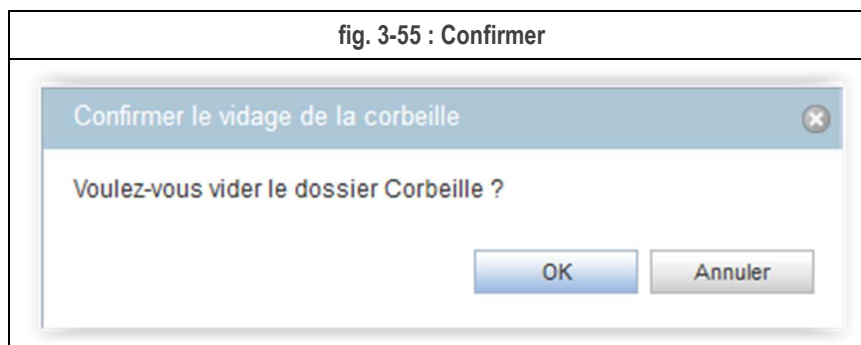 fig. 3-55 : Confirmer
Confirmer le vidage de la corbeille
Voulez-vous vider le dossier Corbeille ?
OK
Annuler